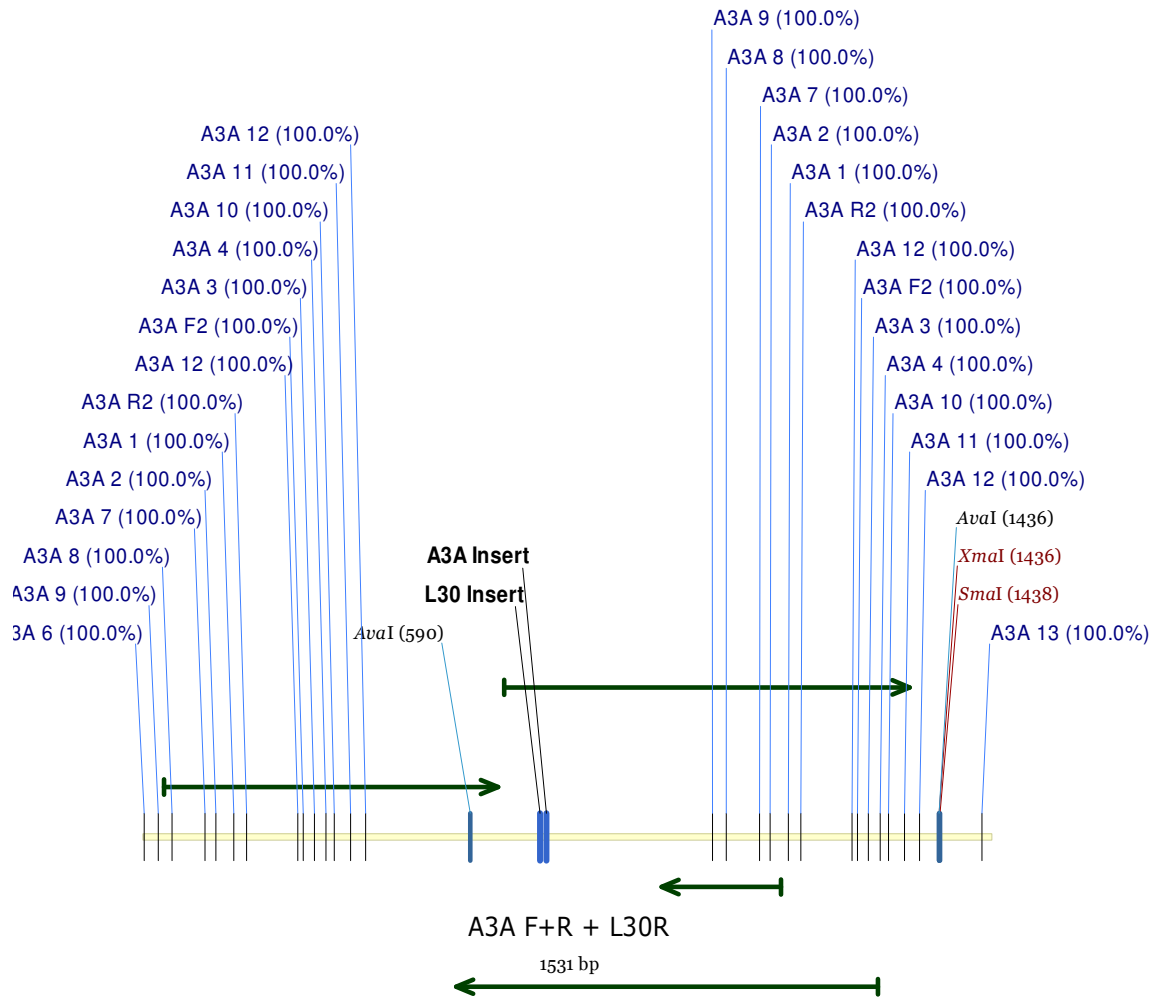 A3A 9 (100.0%)
A3A 8 (100.0%)
A3A 7 (100.0%)
A3A 12 (100.0%)
A3A 2 (100.0%)
A3A 11 (100.0%)
A3A 1 (100.0%)
A3A 10 (100.0%)
A3A R2 (100.0%)
A3A 4 (100.0%)
A3A 12 (100.0%)
A3A 3 (100.0%)
A3A F2 (100.0%)
A3A F2 (100.0%)
A3A 3 (100.0%)
A3A 12 (100.0%)
A3A 4 (100.0%)
A3A R2 (100.0%)
A3A 10 (100.0%)
A3A 1 (100.0%)
A3A 11 (100.0%)
A3A 2 (100.0%)
A3A 12 (100.0%)
A3A 7 (100.0%)
AvaI (1436)
A3A 8 (100.0%)
A3A Insert
XmaI (1436)
A3A 9 (100.0%)
L30 Insert
SmaI (1438)
3A 6 (100.0%)
AvaI (590)
A3A 13 (100.0%)
A3A F+R + L30R
1531 bp